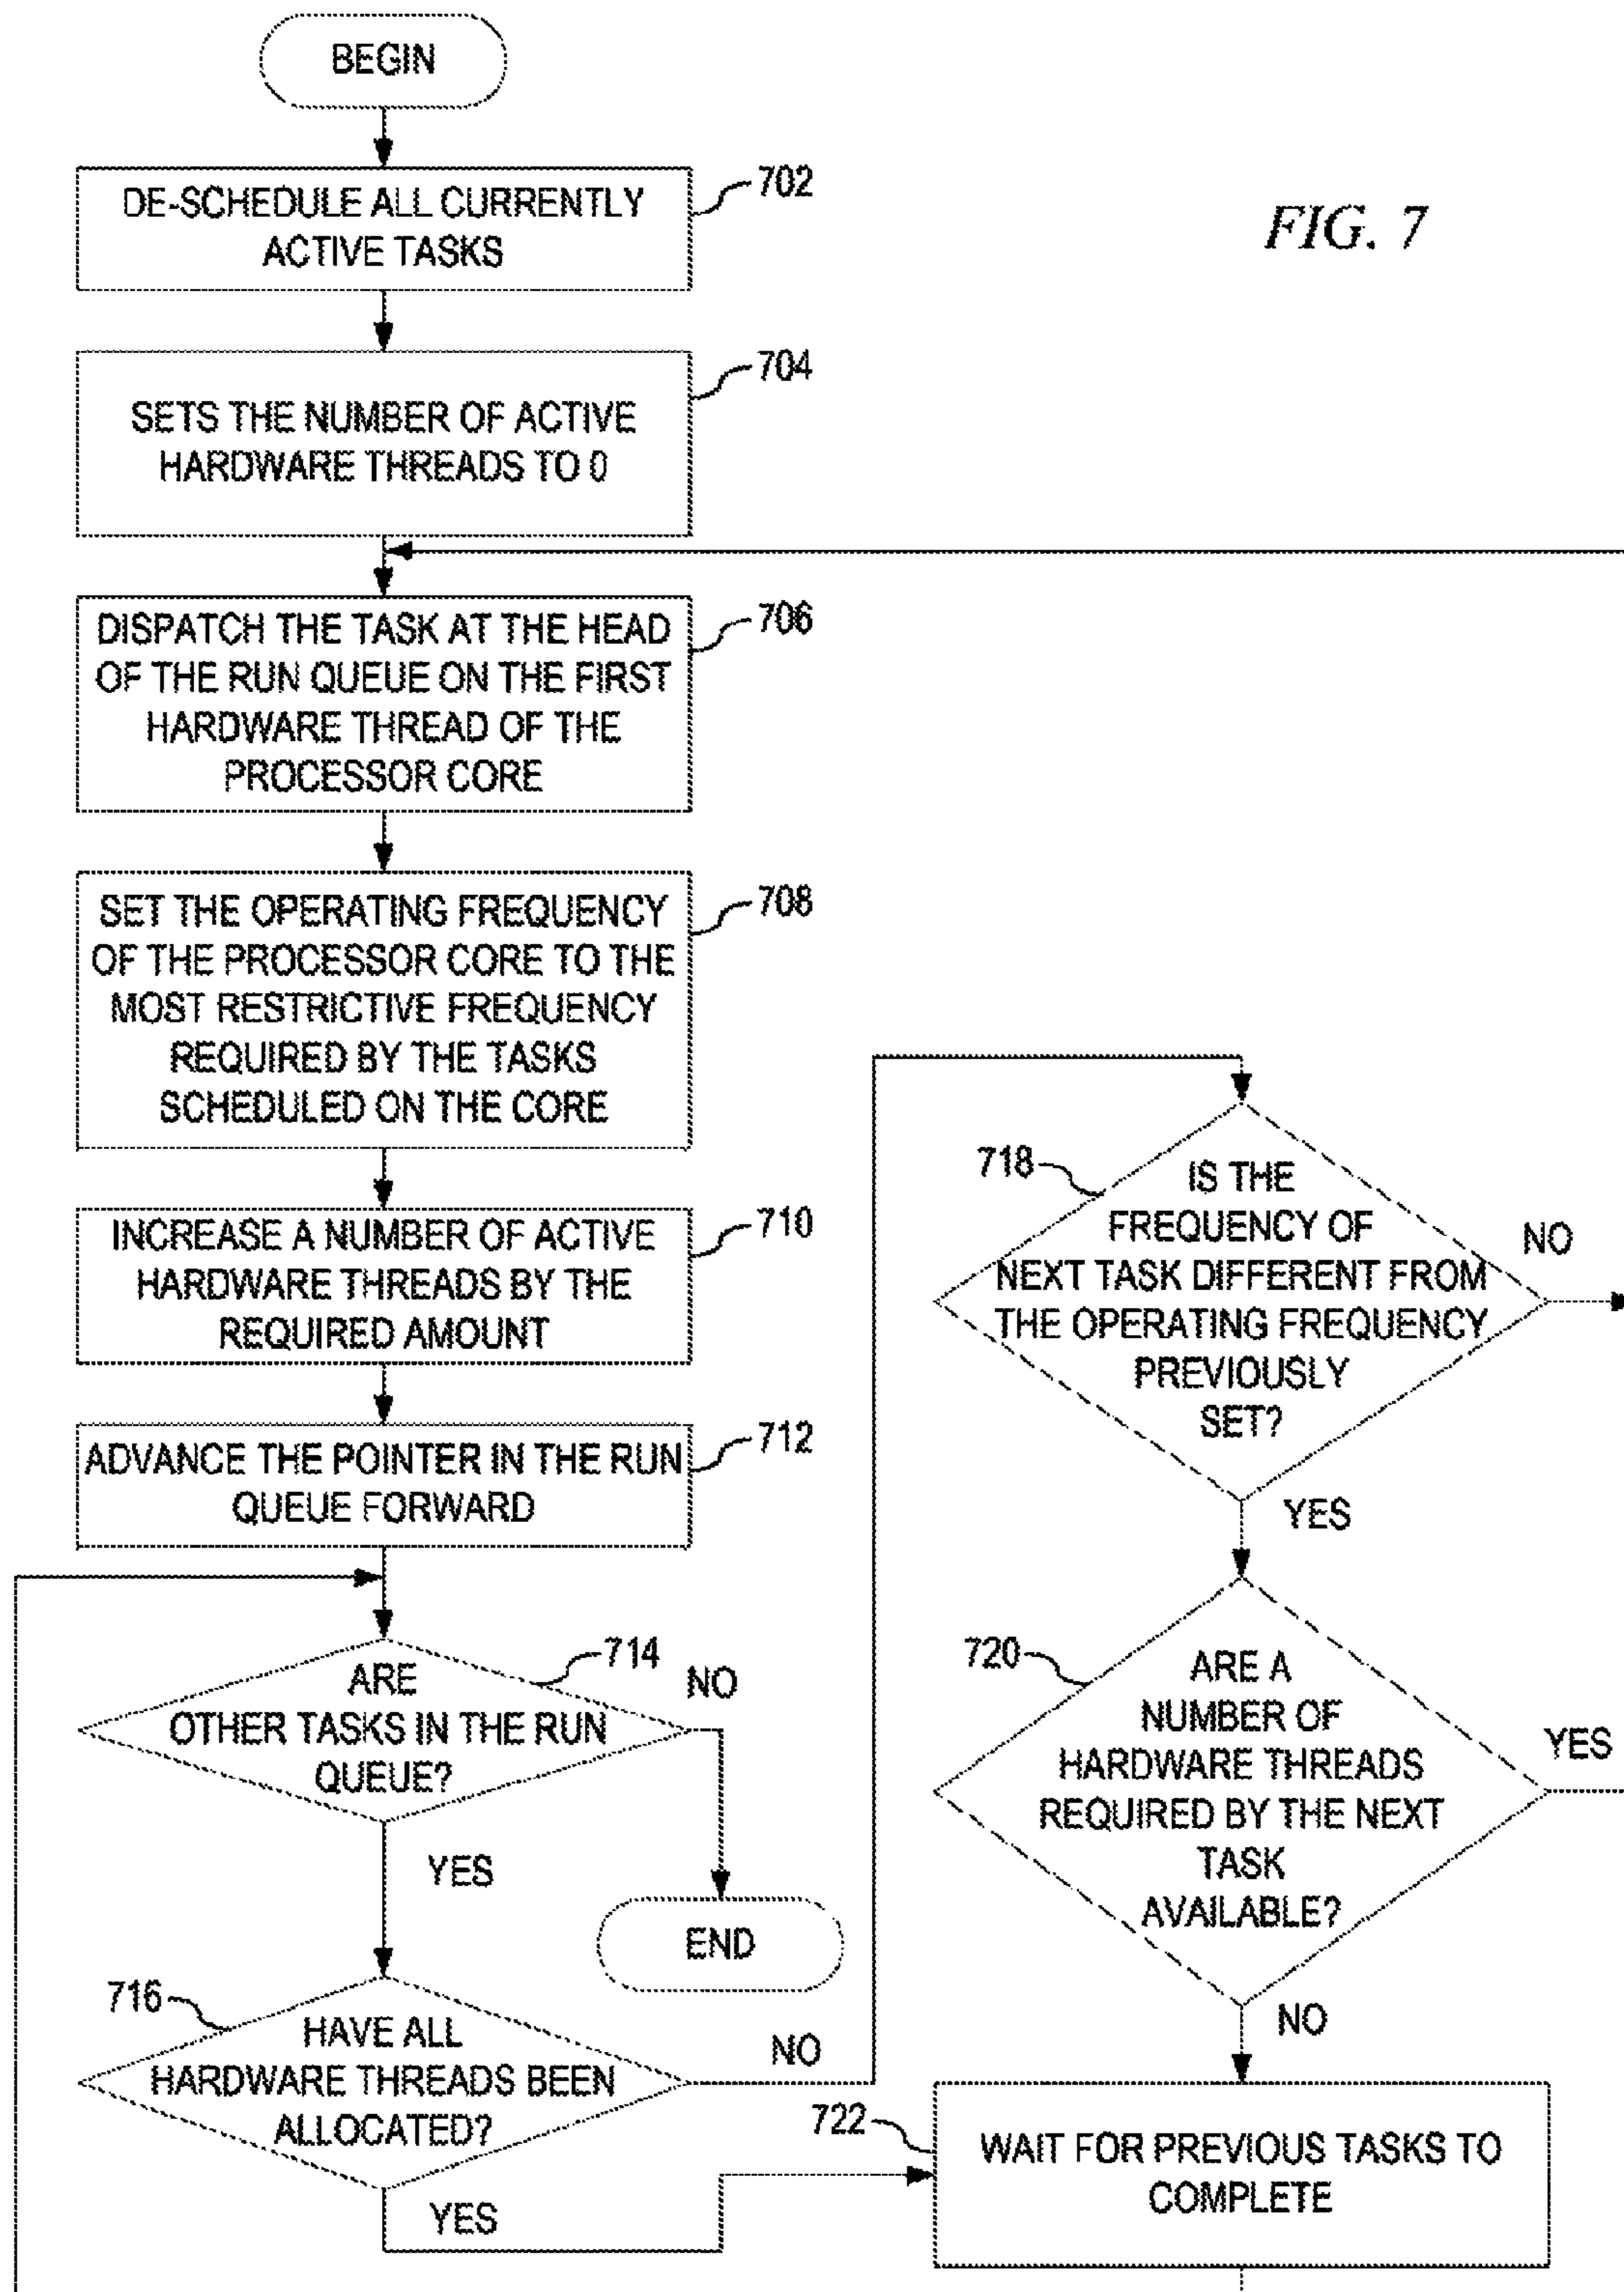 BEGIN
DE-SCHEDULE ALL CURRENTLY
ACTIVE TASKS
702
FIG. 7
SETS THE NUMBER OF ACTIVE
HARDWARE THREADS TO 0
704
DISPATCH THE TASK AT THE HEAD
OF THE RUN QUEUE ON THE FIRST
HARDWARE THREAD OF THE
PROCESSOR CORE
706
SET THE OPERATING FREQUENCY
OF THE PROCESSOR CORE TO THE
MOST RESTRICTIVE FREQUENCY
REQUIRED BY THE TASKS
SCHEDULED ON THE CORE
708
INCREASE A NUMBER OF ACTIVE
HARDWARE THREADS BY THE
REQUIRED AMOUNT
710
ADVANCE THE POINTER IN THE RUN
QUEUE FORWARD
712
ARE
OTHER TASKS IN THE RUN
QUEUE?
714
NO
YES
END
716
HAVE ALL
HARDWARE THREADS BEEN
ALLOCATED?
NO
YES
718
IS THE
FREQUENCY OF
NEXT TASK DIFFERENT FROM
THE OPERATING FREQUENCY
PREVIOUSLY
SET?
NO
YES
720
ARE A
NUMBER OF
HARDWARE THREADS
REQUIRED BY THE NEXT
TASK
AVAILABLE?
YES
NO
722
WAIT FOR PREVIOUS TASKS TO
COMPLETE